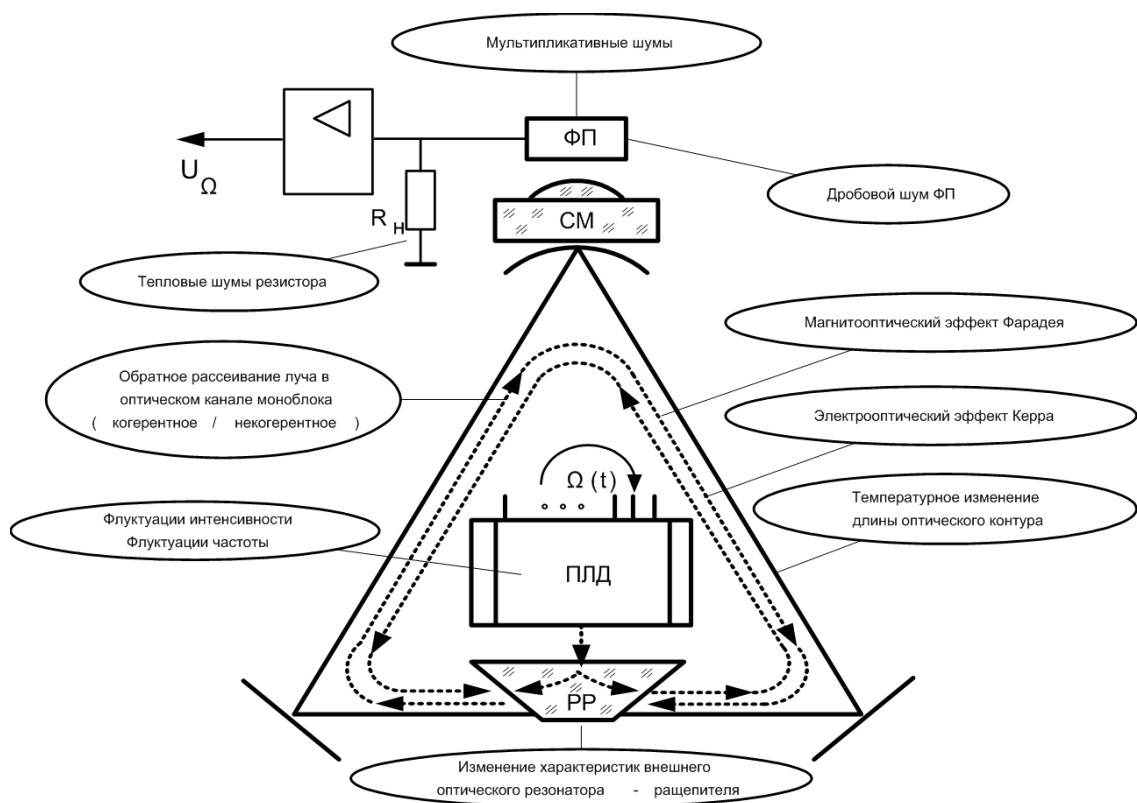 Мультипликативные шумы
ФП
U Ω
Дробовой шум ФП
СМ
R Н
Тепловые шумы резистора
Магнитооптический эффект Фарадея
Обратное рассеивание луча в
оптическом канале моноблока
( когерентное / некогерентное )
Электрооптический эффект Керра
Ω (t)
Температурное изменение
длины оптического контура
Флуктуации интенсивности
Флуктуации частоты
ПЛД
РР
Изменение характеристик внешнего
оптического резонатора - ращепителя